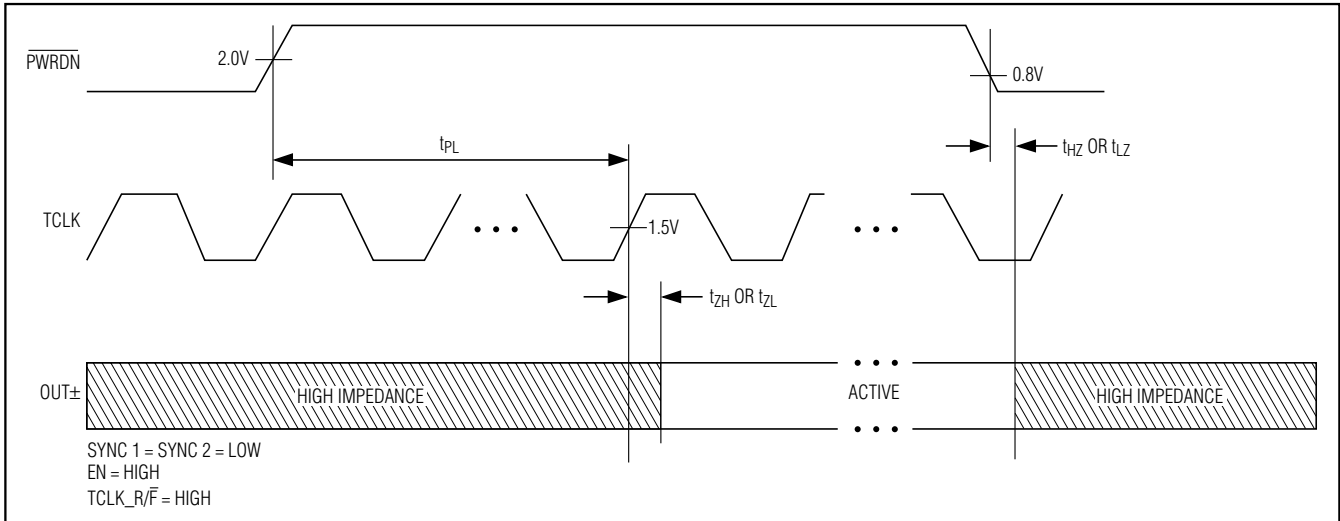 PWRDN
2.0V
0.8V
tPL
tHZ OR tLZ
TCLK
1.5V
tZH OR tZL
OUT±
HIGH IMPEDANCE
ACTIVE
HIGH IMPEDANCE
SYNC 1 = SYNC 2 = LOW
EN = HIGH
TCLK_R/F̅ = HIGH